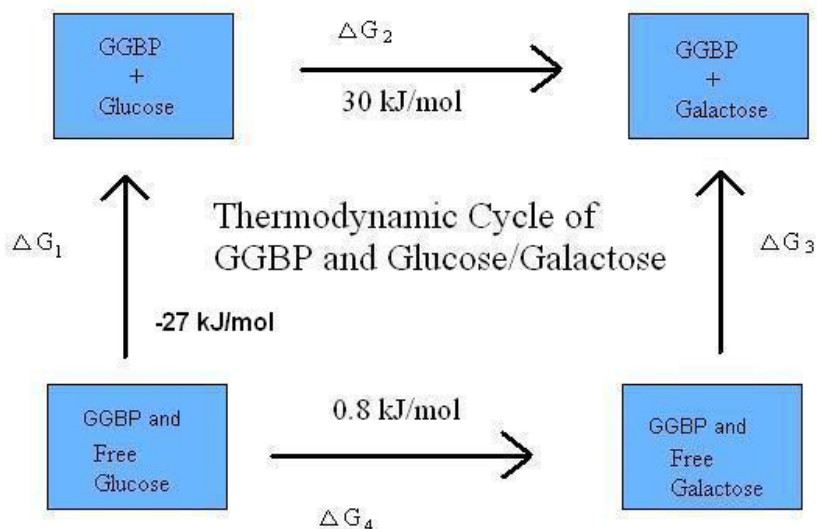 GGBP
+
Glucose
△G2
30 kJ/mol
GGBP
+
Galactose
△G1
-27 kJ/mol
Thermodynamic Cycle of
GGBP and Glucose/Galactose
△G3
GGBP and
Free
Glucose
0.8 kJ/mol
△G4
GGBP and
Free
Galactose